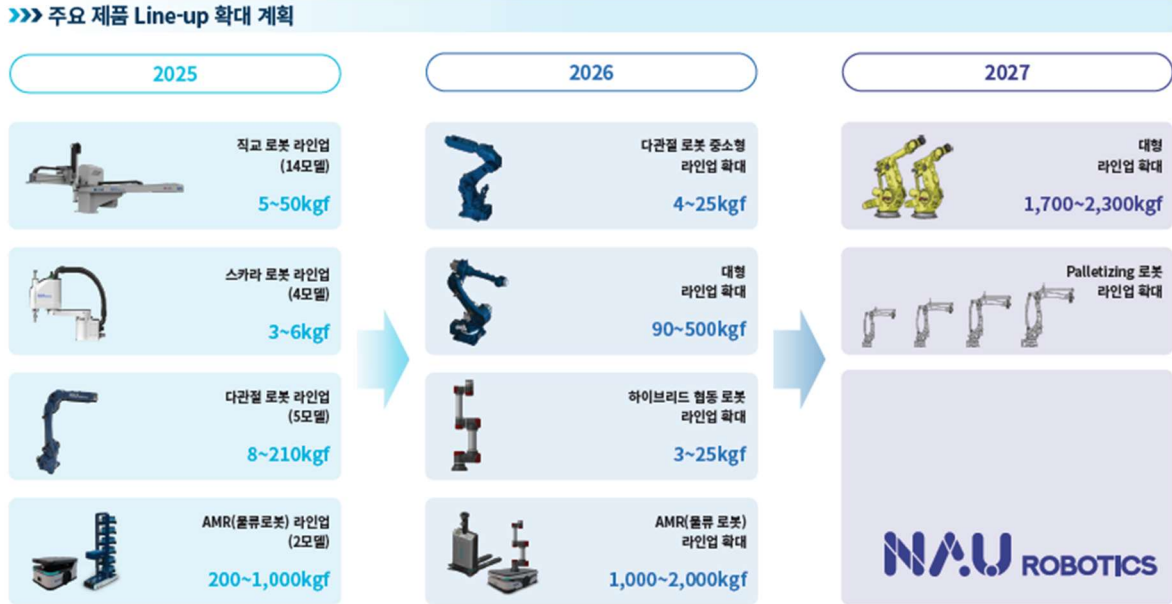 >>> 주요 제품 Line-up 확대 계획
2025
직교 로봇 라인업
(14모델)
5~50kgf
스카라 로봇 라인업
(4모델)
3~6kgf
다관절 로봇 라인업
(5모델)
8~210kgf
AMR(물류로봇) 라인업
(2모델)
200~1,000kgf
2026
다관절 로봇 중소형
라인업 확대
4~25kgf
대형
라인업 확대
90~500kgf
하이브리드 협동 로봇
라인업 확대
3~25kgf
AMR(물류 로봇)
라인업 확대
1,000~2,000kgf
2027
대형
라인업 확대
1,700~2,300kgf
Palletizing 로봇
라인업 확대
NAU ROBOTICS